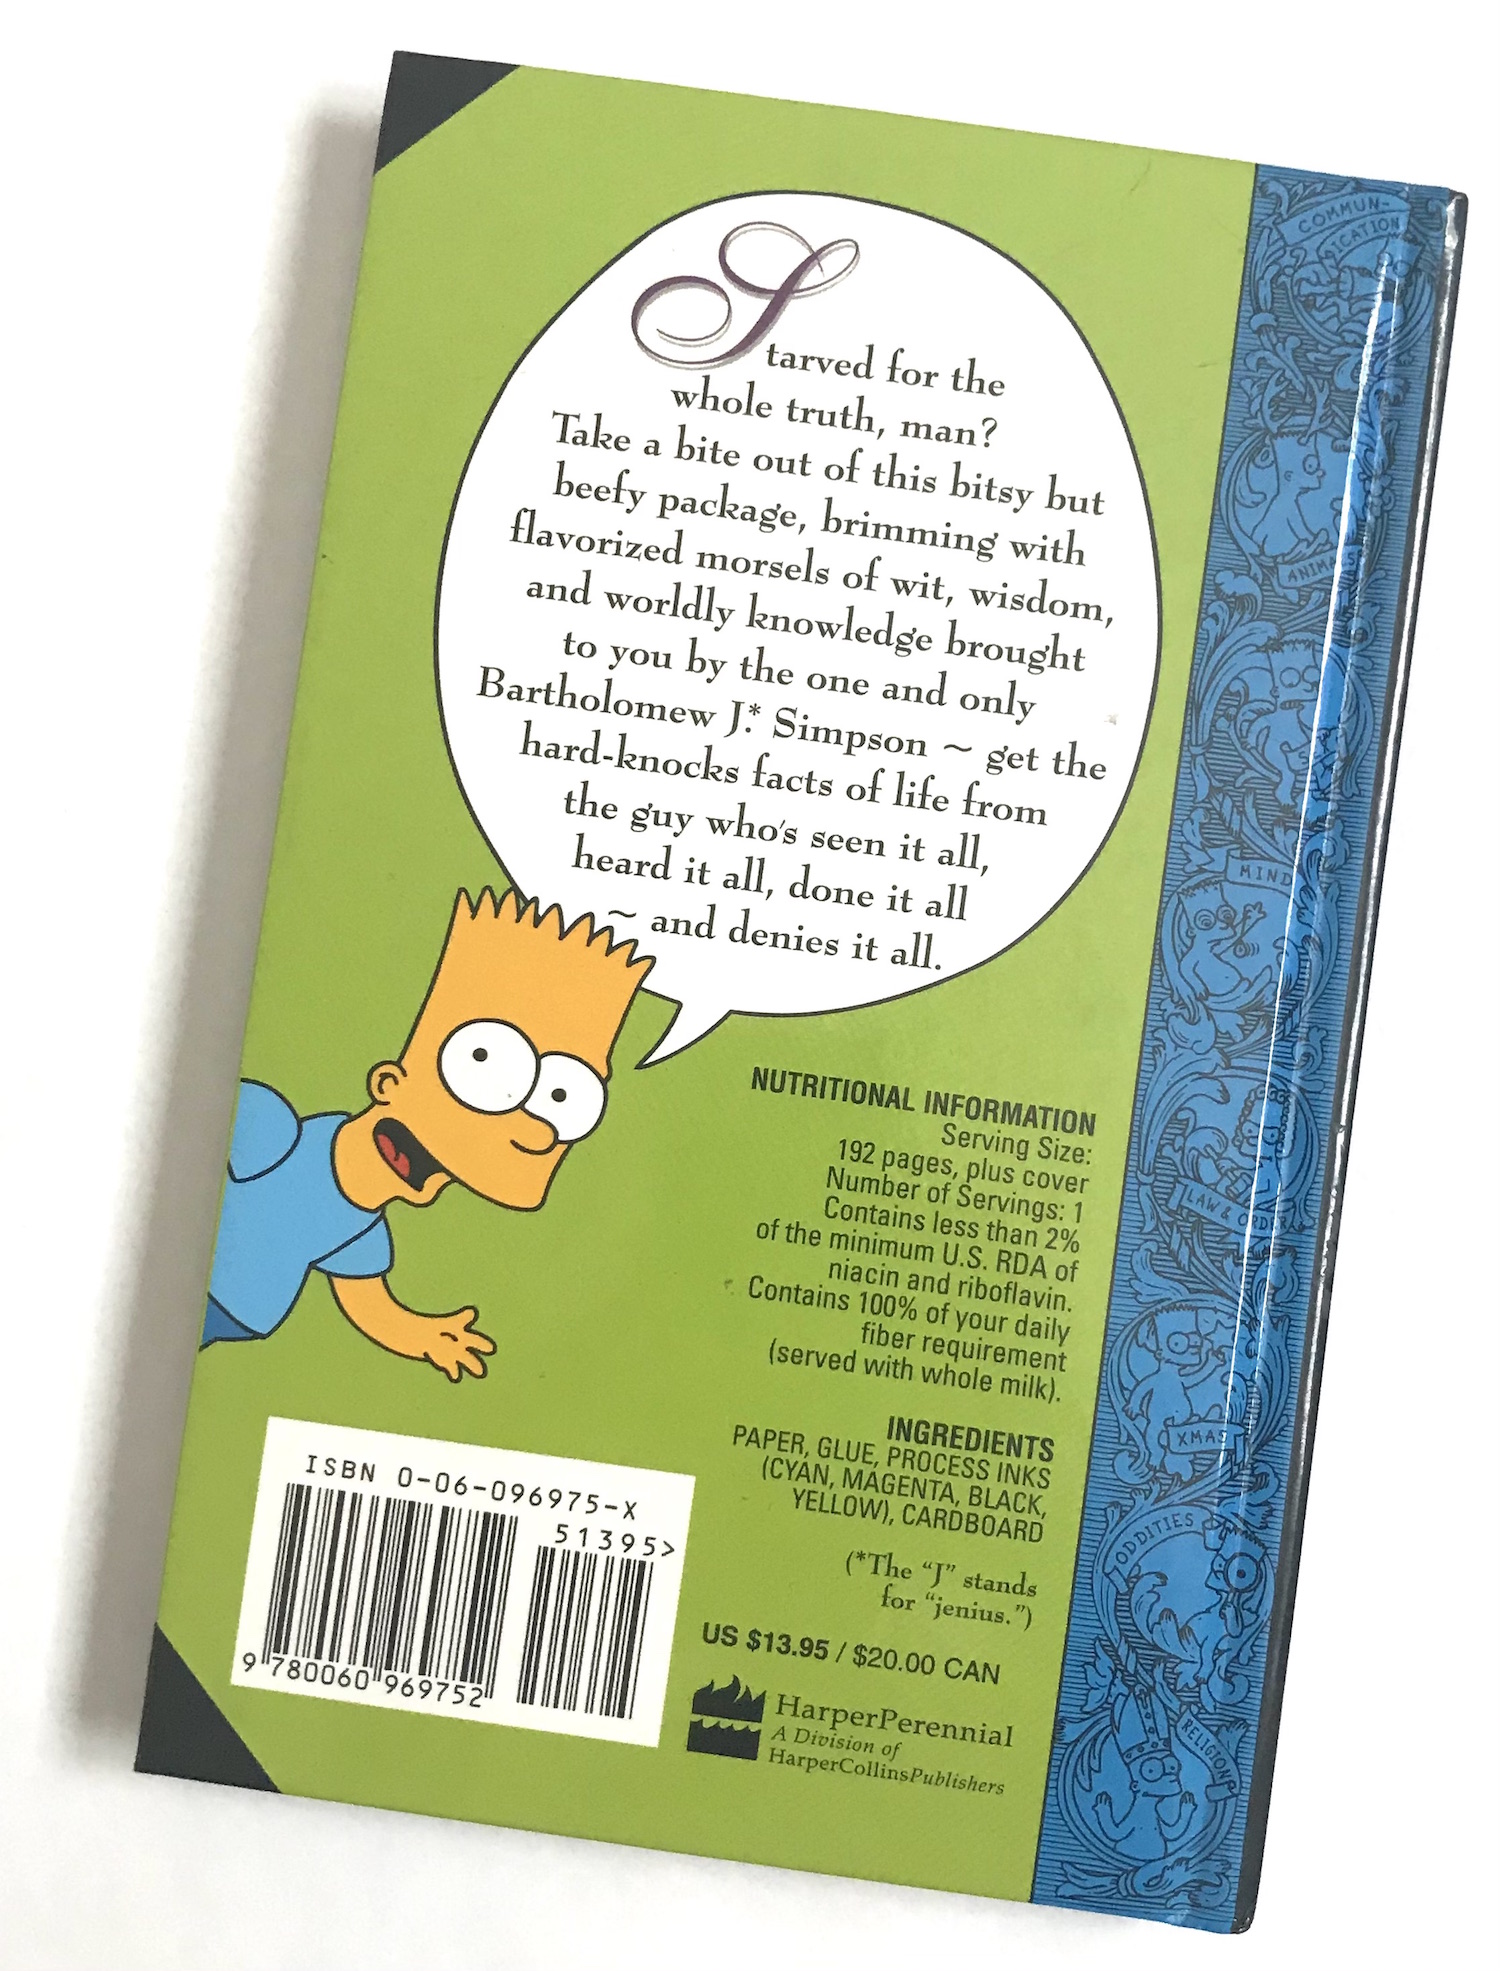 Starved for the
whole truth, man?
Take a bite out of this bitsy but
beefy package, brimming with
flavorized morsels of wit, wisdom,
and worldly knowledge brought
to you by the one and only
Bartholomew J.* Simpson ~ get the
hard-knocks facts of life from
the guy who's seen it all,
heard it all, done it all
~ and denies it all.
NUTRITIONAL INFORMATION
Serving Size:
192 pages, plus cover
Number of Servings: 1
Contains less than 2%
of the minimum U.S. RDA of
niacin and riboflavin.
Contains 100% of your daily
fiber requirement
(served with whole milk).
INGREDIENTS
PAPER, GLUE, PROCESS INKS
(CYAN, MAGENTA, BLACK,
YELLOW), CARDBOARD
(*The “J” stands
for “jenius.”)
US $13.95 / $20.00 CAN
HarperPerennial
A Division of
HarperCollinsPublishers
ISBN 0-06-096975-X
51395>
9 780060 969752
COMMUN-
ICATION
MIND
LAW & ORDER
XMAS
ODDITIES
RELIGION